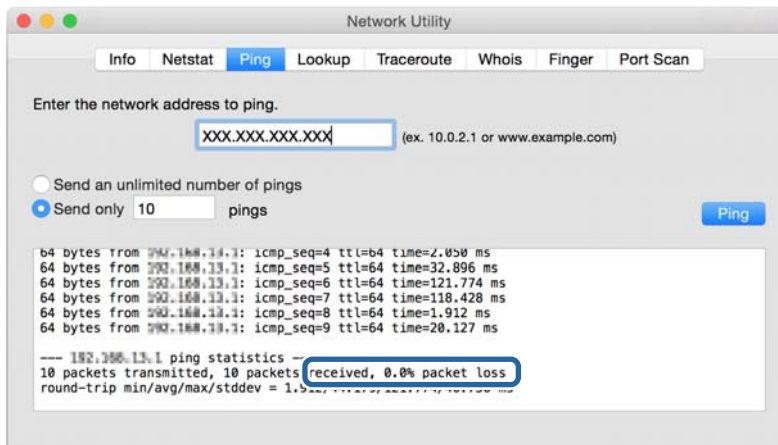 Network Utility
Info Netstat Ping Lookup Traceroute Whois Finger Port Scan
Enter the network address to ping.
XXX.XXX.XXX.XXX (ex. 10.0.2.1 or www.example.com)
Send an unlimited number of pings
Send only 10 pings
Ping
64 bytes from icmp_seq=4 ttl=64 time=2.050 ms
64 bytes from icmp_seq=5 ttl=64 time=32.896 ms
64 bytes from icmp_seq=6 ttl=64 time=121.774 ms
64 bytes from icmp_seq=7 ttl=64 time=118.428 ms
64 bytes from icmp_seq=8 ttl=64 time=1.912 ms
64 bytes from icmp_seq=9 ttl=64 time=20.127 ms
--- ping statistics
10 packets transmitted, 10 packets received, 0.0% packet loss
round-trip min/avg/max/stddev = ms